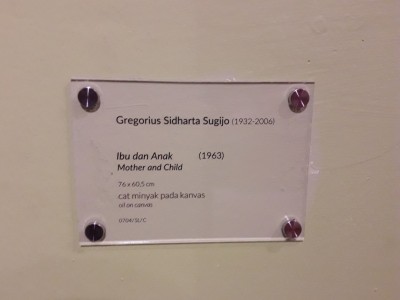 Gregorius Sidharta Sugijo (1932-2006)
Ibu dan Anak (1963)
Mother and Child
76 x 60,5 cm
cat minyak pada kanvas
oil on canvas
0704/SI/C